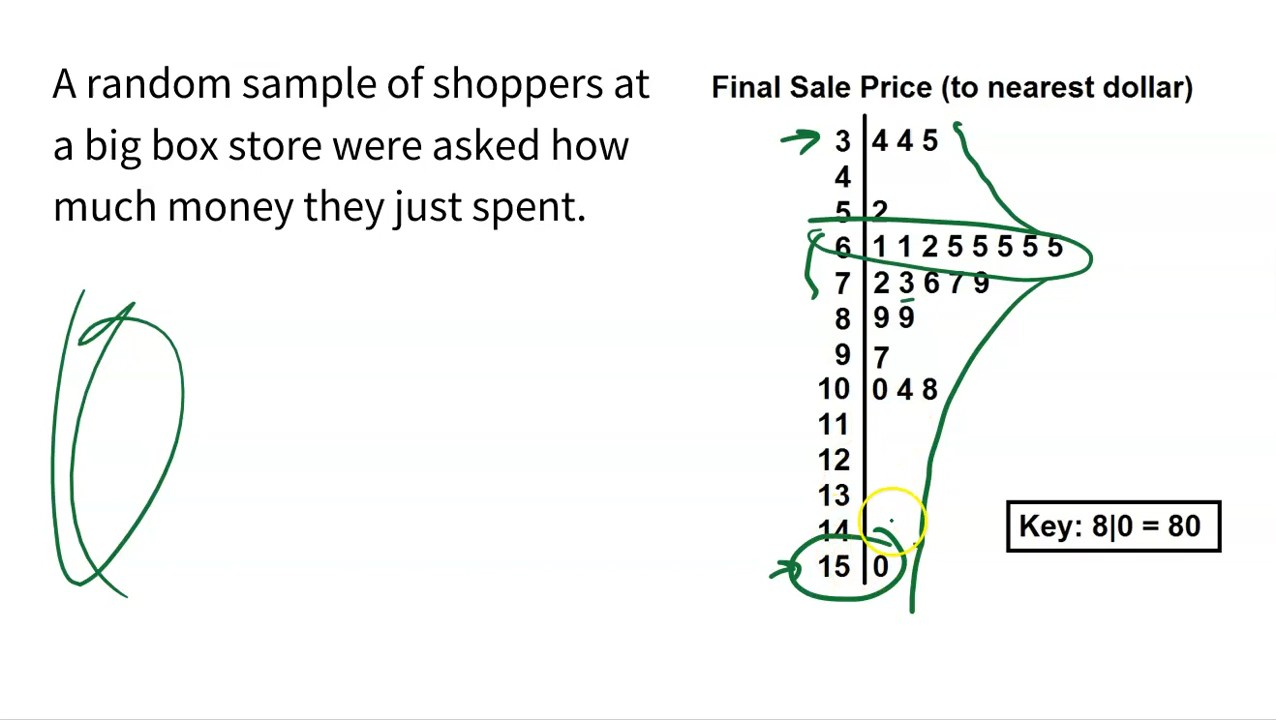 A random sample of shoppers at
a big box store were asked how
much money they just spent.
Final Sale Price (to nearest dollar)
3 | 4 4 5
4 |
5 | 2
6 | 1 1 2 5 5 5 5 5
7 | 2 3 6 7 9
8 | 9 9
9 | 7
10 | 0 4 8
11 |
12 |
13 |
14 |
15 | 0
Key: 8|0 = 80